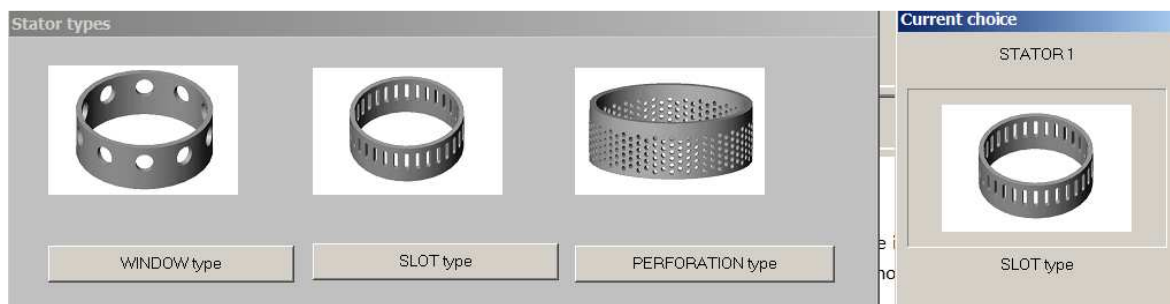 Stator types
WINDOW type
SLOT type
PERFORATION type
Current choice
STATOR 1
SLOT type